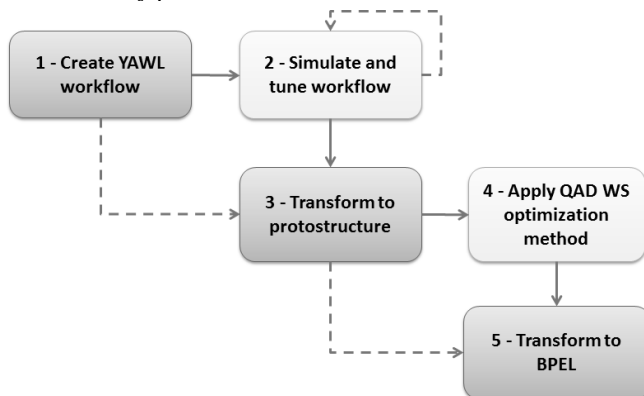 1 - Create YAWL
workflow
2 - Simulate and
tune workflow
3 - Transform to
protostructure
4 - Apply QAD WS
optimization
method
5 - Transform to
BPEL